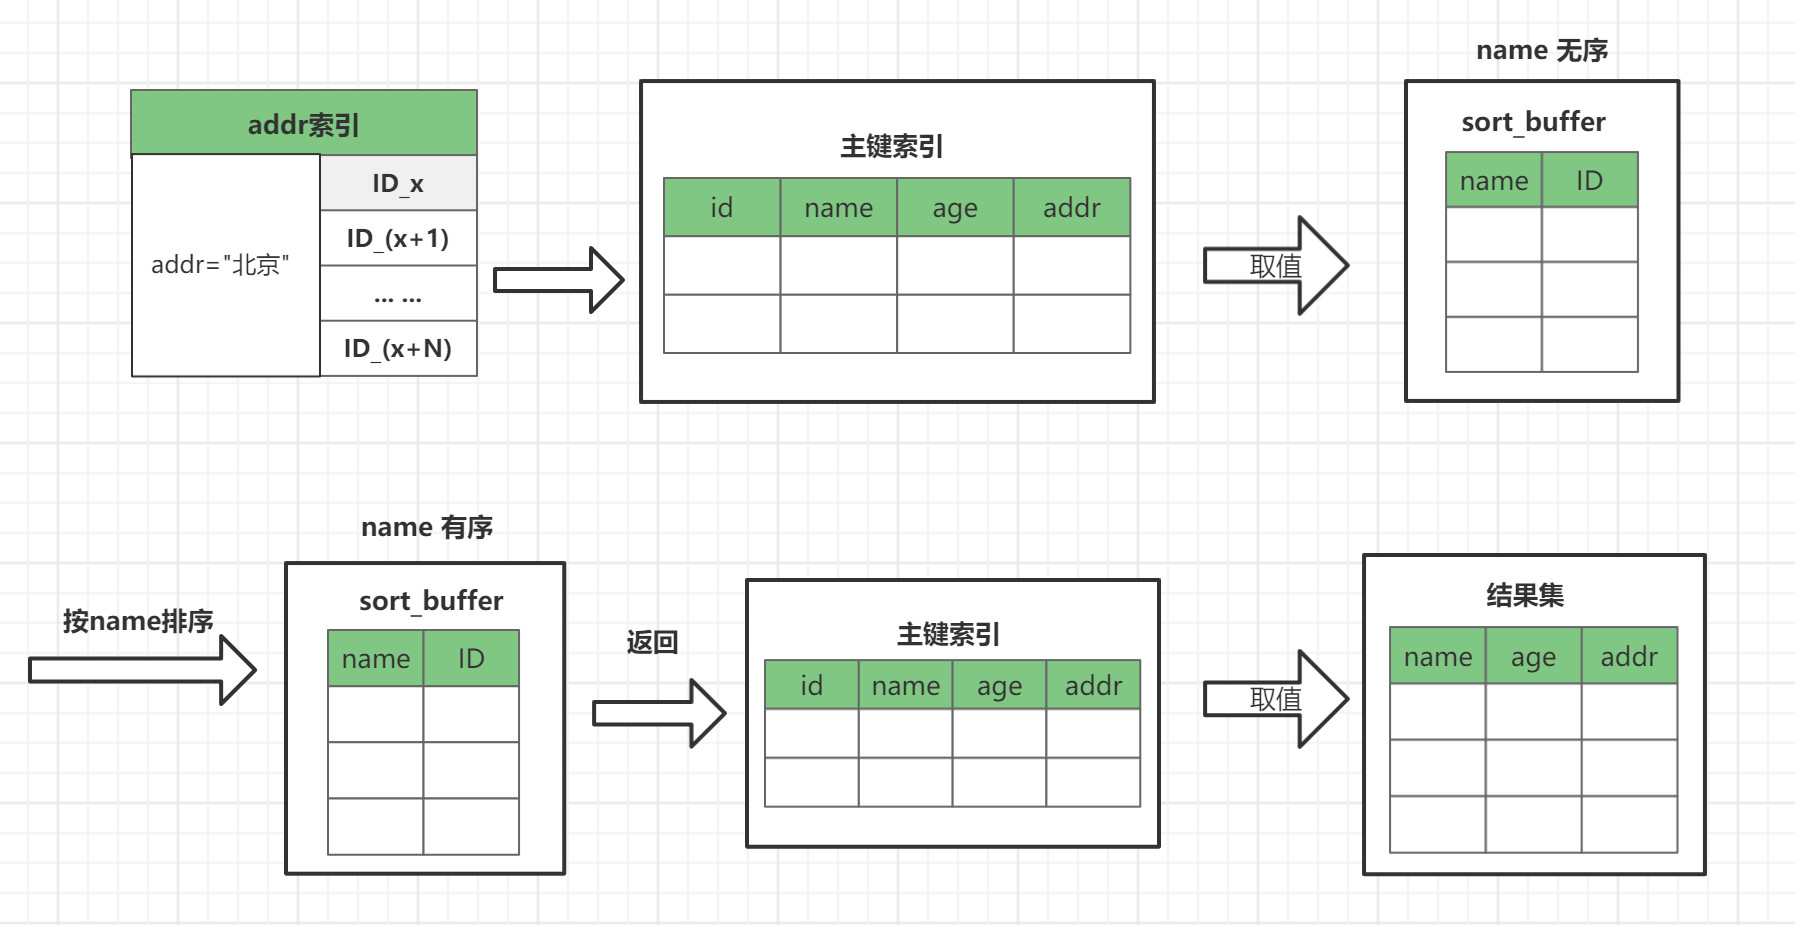 name 无序
addr索引
addr="北京"
ID_x
ID_(x+1)
... ...
ID_(x+N)
主键索引
id name age addr
取值
sort_buffer
name ID
name 有序
按name排序
sort_buffer
name ID
返回
主键索引
id name age addr
取值
结果集
name age addr